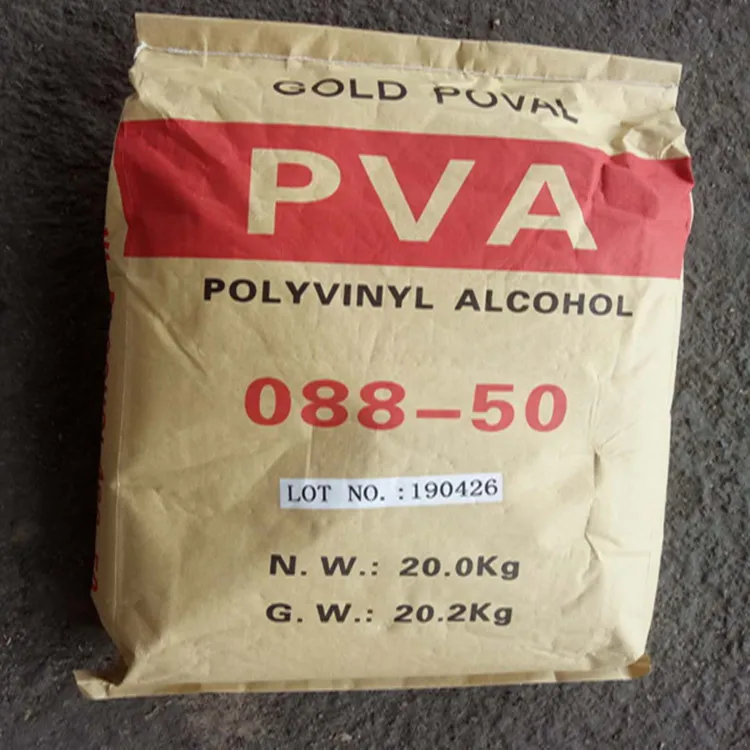 GOLD POVAL
PVA
POLYVINYL ALCOHOL
088-50
LOT NO.:190426
N. W.: 20.0Kg
G. W.: 20.2Kg